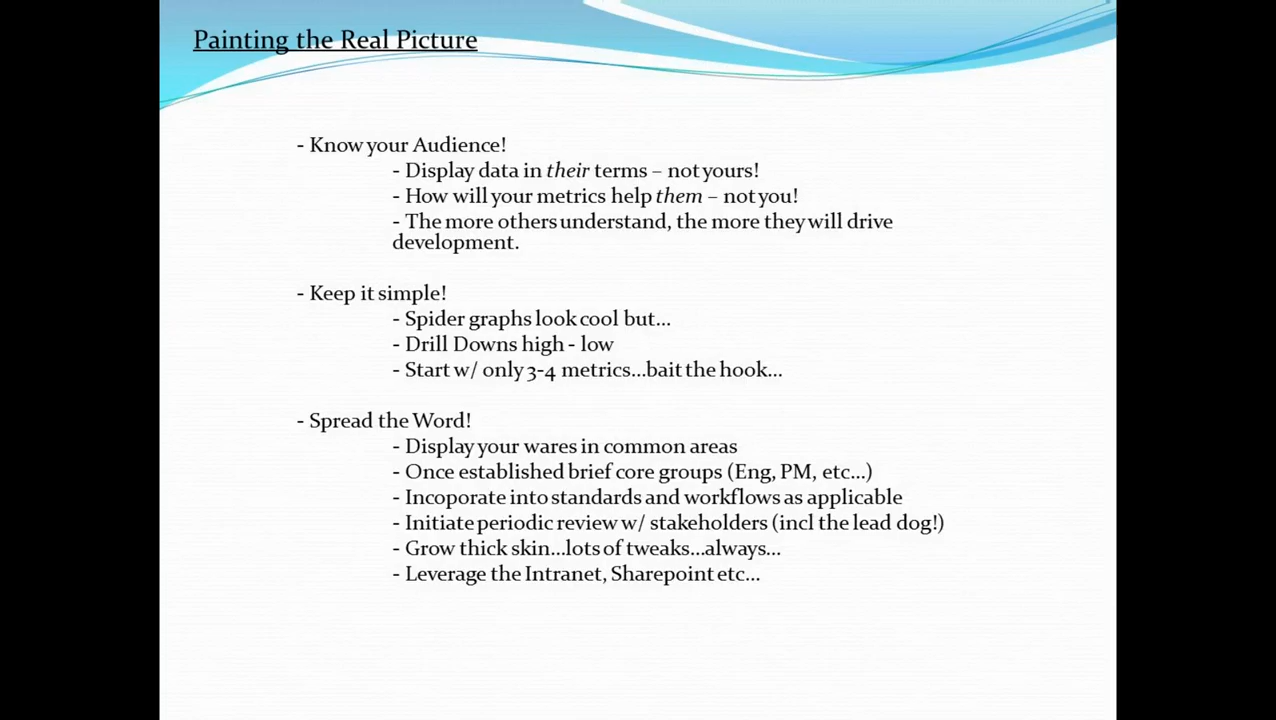 Painting the Real Picture
- Know your Audience!
- Display data in their terms – not yours!
- How will your metrics help them – not you!
- The more others understand, the more they will drive
development.
- Keep it simple!
- Spider graphs look cool but…
- Drill Downs high - low
- Start w/ only 3-4 metrics…bait the hook…
- Spread the Word!
- Display your wares in common areas
- Once established brief core groups (Eng, PM, etc…)
- Incoporate into standards and workflows as applicable
- Initiate periodic review w/ stakeholders (incl the lead dog!)
- Grow thick skin…lots of tweaks…always…
- Leverage the Intranet, Sharepoint etc…